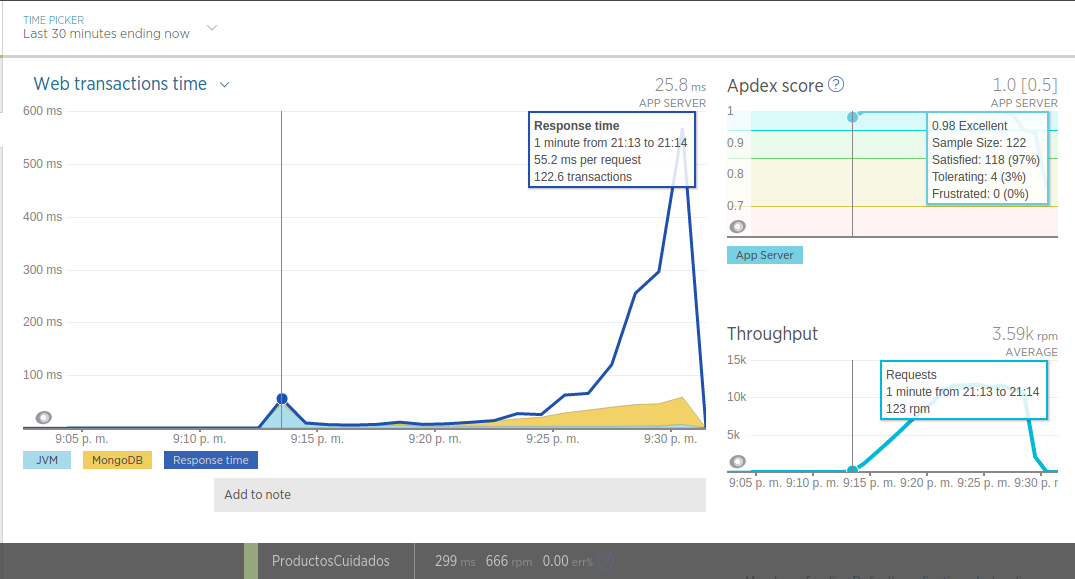 TIME PICKER
Last 30 minutes ending now
Web transactions time
25.8 ms
APP SERVER
600 ms
500 ms
400 ms
300 ms
200 ms
100 ms
Response time
1 minute from 21:13 to 21:14
55.2 ms per request
122.6 transactions
9:05 p. m.
9:10 p. m.
9:15 p. m.
9:20 p. m.
9:25 p. m.
9:30 p. m.
JVM
MongoDB
Response time
Add to note
Apdex score ?
1.0 [0.5]
APP SERVER
1
0.9
0.8
0.7
0.98 Excellent
Sample Size: 122
Satisfied: 118 (97%)
Tolerating: 4 (3%)
Frustrated: 0 (0%)
App Server
Throughput
3.59k rpm
AVERAGE
15k
10k
5k
Requests
1 minute from 21:13 to 21:14
123 rpm
9:05 p. m.
9:10 p. m.
9:15 p. m.
9:20 p. m.
9:25 p. m.
9:30 p. r
ProductosCuidados
299 ms
666 rpm
0.00 err%